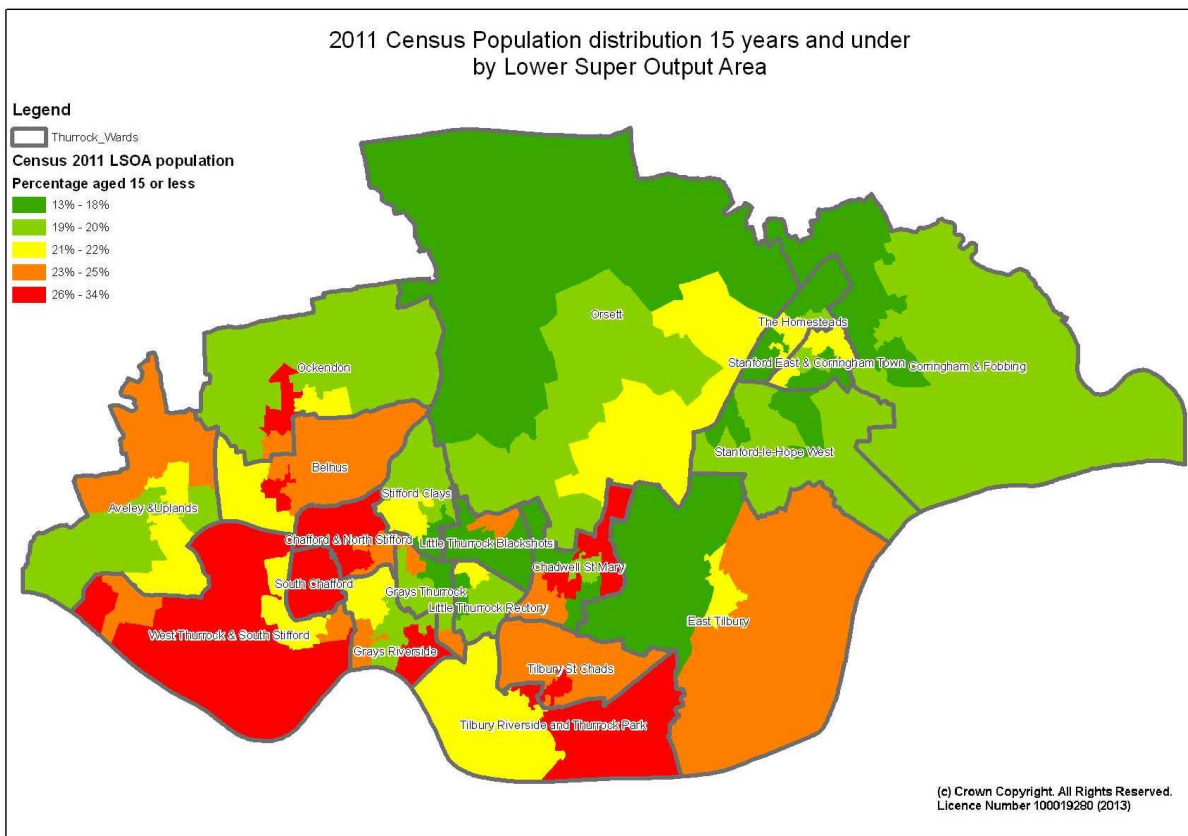 2011 Census Population distribution 15 years and under
by Lower Super Output Area
Legend
Thurrock_Wards
Census 2011 LSOA population
Percentage aged 15 or less
13% - 18%
19% - 20%
21% - 22%
23% - 25%
26% - 34%
Orsett
The Homesteads
Stanford East & Corringham Town
Corringham & Fobbing
Ockendon
Stanford-le-Hope West
Belhus
Stifford Clays
Aveley &Uplands
Chafford & North Stifford
Little Thurrock Blackshots
Chadwell St Mary
South Chafford
Grays Thurrock
Little Thurrock Rectory
East Tilbury
West Thurrock & South Stifford
Grays Riverside
Tilbury St Chads
Tilbury Riverside and Thurrock Park
(c) Crown Copyright. All Rights Reserved.
Licence Number 100019280 (2013)